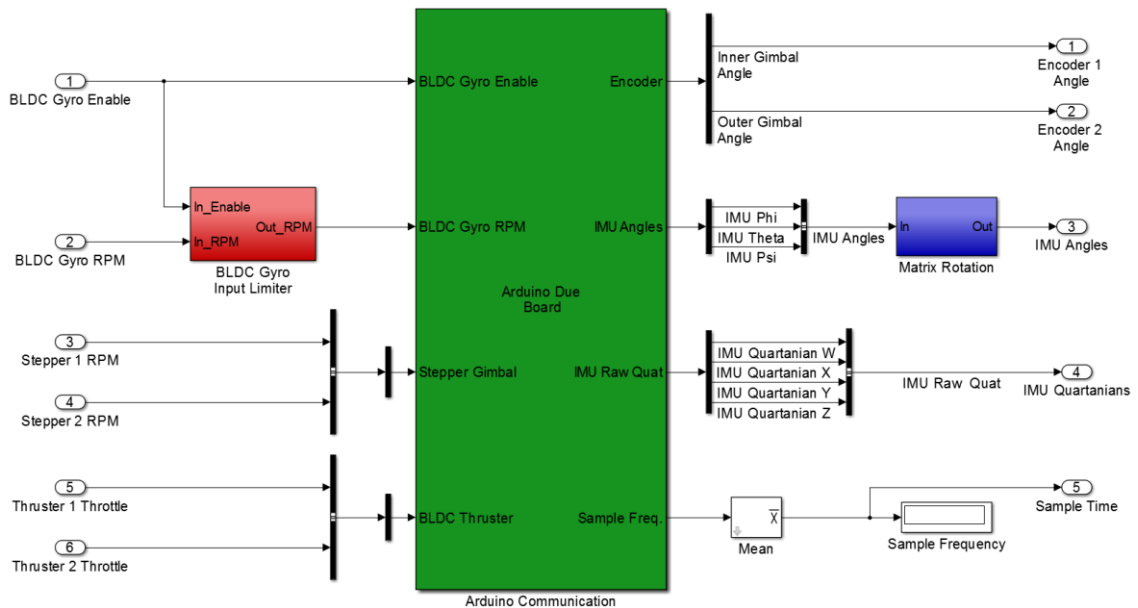 1
BLDC Gyro Enable
2
BLDC Gyro RPM
In_Enable
Out_RPM
In_RPM
BLDC Gyro
Input Limiter
3
Stepper 1 RPM
4
Stepper 2 RPM
5
Thruster 1 Throttle
6
Thruster 2 Throttle
BLDC Gyro Enable
Encoder
BLDC Gyro RPM
IMU Angles
Arduino Due
Board
Stepper Gimbal
IMU Raw Quat
BLDC Thruster
Sample Freq.
Arduino Communication
Inner Gimbal
Angle
Outer Gimbal
Angle
1
Encoder 1
Angle
2
Encoder 2
Angle
IMU Phi
IMU Theta
IMU Psi
IMU Angles
In
Out
Matrix Rotation
3
IMU Angles
IMU Quartanian W
IMU Quartanian X
IMU Quartanian Y
IMU Quartanian Z
IMU Raw Quat
4
IMU Quartanians
X
Mean
Sample Frequency
5
Sample Time